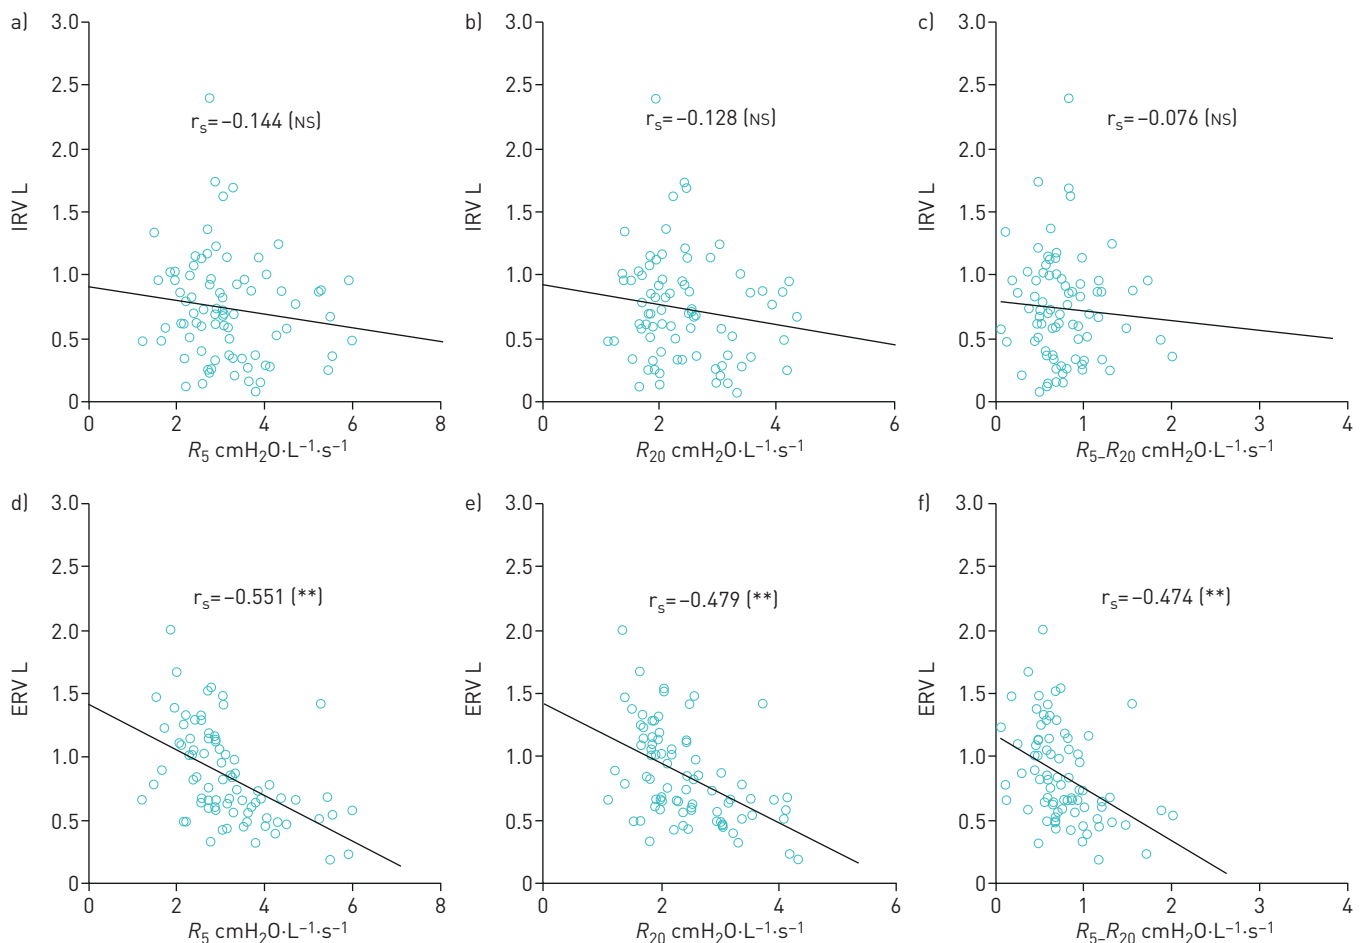 a)
3.0
2.5
2.0
1.5
1.0
0.5
0
IRV L
rₛ=–0.144 (NS)
0 2 4 6 8
R₅ cmH₂O·L⁻¹·s⁻¹
b)
3.0
2.5
2.0
1.5
1.0
0.5
0
IRV L
rₛ=–0.128 (NS)
0 2 4 6
R₂₀ cmH₂O·L⁻¹·s⁻¹
c)
3.0
2.5
2.0
1.5
1.0
0.5
0
IRV L
rₛ=–0.076 (NS)
0 1 2 3 4
R₅–R₂₀ cmH₂O·L⁻¹·s⁻¹
d)
3.0
2.5
2.0
1.5
1.0
0.5
0
ERV L
rₛ=–0.551 (**)
0 2 4 6 8
R₅ cmH₂O·L⁻¹·s⁻¹
e)
3.0
2.5
2.0
1.5
1.0
0.5
0
ERV L
rₛ=–0.479 (**)
0 2 4 6
R₂₀ cmH₂O·L⁻¹·s⁻¹
f)
3.0
2.5
2.0
1.5
1.0
0.5
0
ERV L
rₛ=–0.474 (**)
0 1 2 3 4
R₅–R₂₀ cmH₂O·L⁻¹·s⁻¹